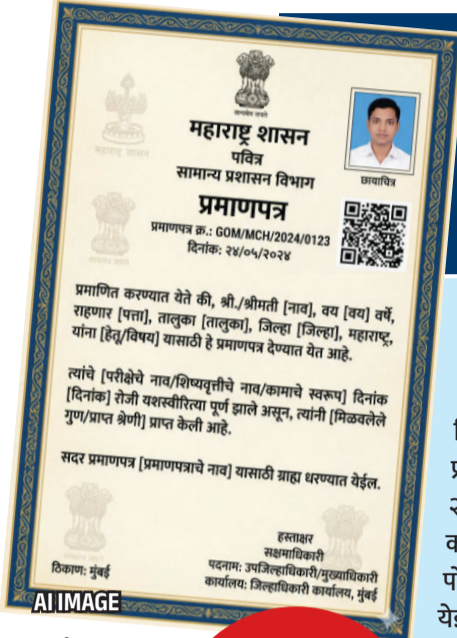 सत्यमेव जयते
महाराष्ट्र शासन
महाराष्ट्र शासन
पवित्र
सामान्य प्रशासन विभाग
छायाचित्र
प्रमाणपत्र
प्रमाणपत्र क्र.: GOM/MCH/2024/0123
दिनांक: २४/०५/२०२४
प्रमाणित करण्यात येते की, श्री./श्रीमती [नाव], वय [वय] वर्षे,
राहणार [पत्ता], तालुका [तालुका], जिल्हा [जिल्हा], महाराष्ट्र,
यांना [हेतू/विषय] यासाठी हे प्रमाणपत्र देण्यात येत आहे.
त्यांचे [परीक्षेचे नाव/शिष्यवृत्तीचे नाव/कामाचे स्वरूप] दिनांक
[दिनांक] रोजी यशस्वीरित्या पूर्ण झाले असून, त्यांनी [मिळवलेले
गुण/प्राप्त श्रेणी] प्राप्त केली आहे.
सदर प्रमाणपत्र [प्रमाणपत्राचे नाव] यासाठी ग्राह्य धरण्यात येईल.
हस्ताक्षर
सक्षमाधिकारी
ठिकाण: मुंबई
पदनाम: उपजिल्हाधिकारी/मुख्याधिकारी
कार्यालय: जिल्हाधिकारी कार्यालय, मुंबई
AI IMAGE